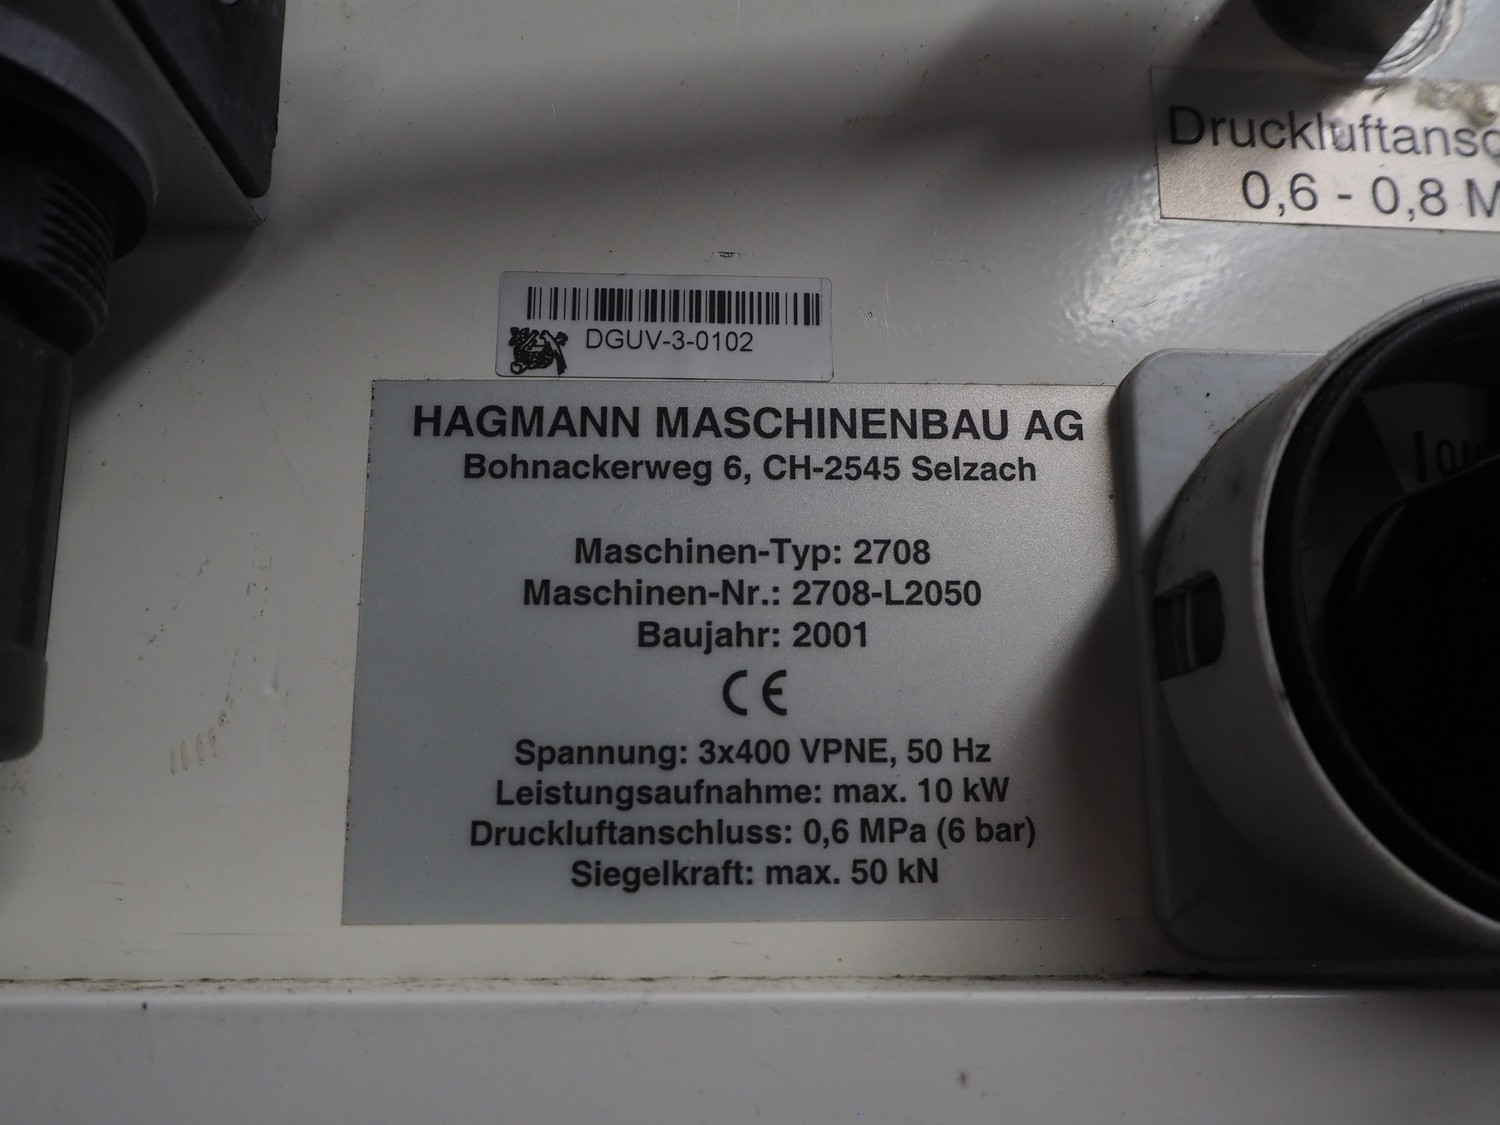 Druckluftansc
0,6 - 0,8 M
DGUV-3-0102
HAGMANN MASCHINENBAU AG
Bohnackerweg 6, CH-2545 Selzach
Maschinen-Typ: 2708
Maschinen-Nr.: 2708-L2050
Baujahr: 2001
CE
Spannung: 3x400 VPNE, 50 Hz
Leistungsaufnahme: max. 10 kW
Druckluftanschluss: 0,6 MPa (6 bar)
Siegelkraft: max. 50 kN